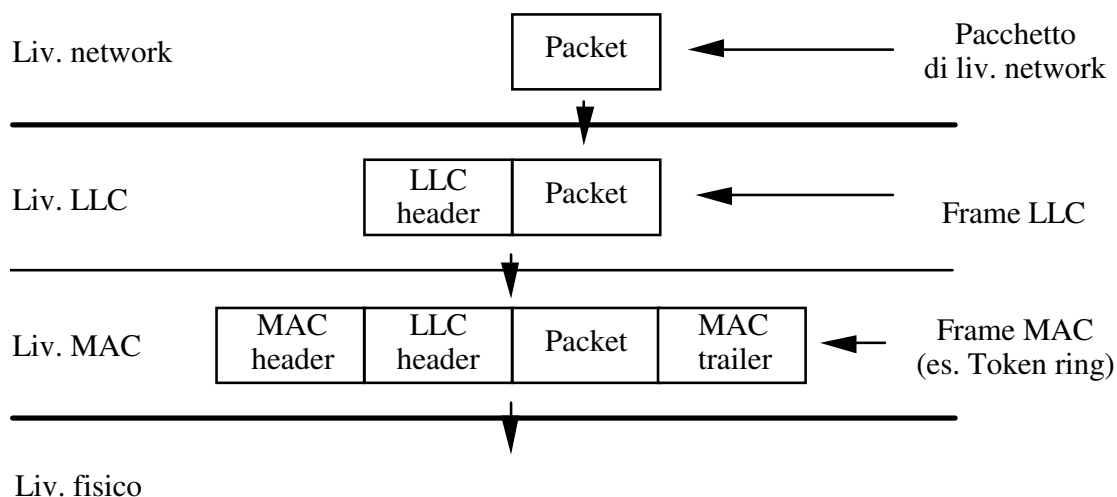 Liv. network
Packet
Pacchetto
di liv. network
Liv. LLC
LLC
header
Packet
Frame LLC
Liv. MAC
MAC
header
LLC
header
Packet
MAC
trailer
Frame MAC
(es. Token ring)
Liv. fisico